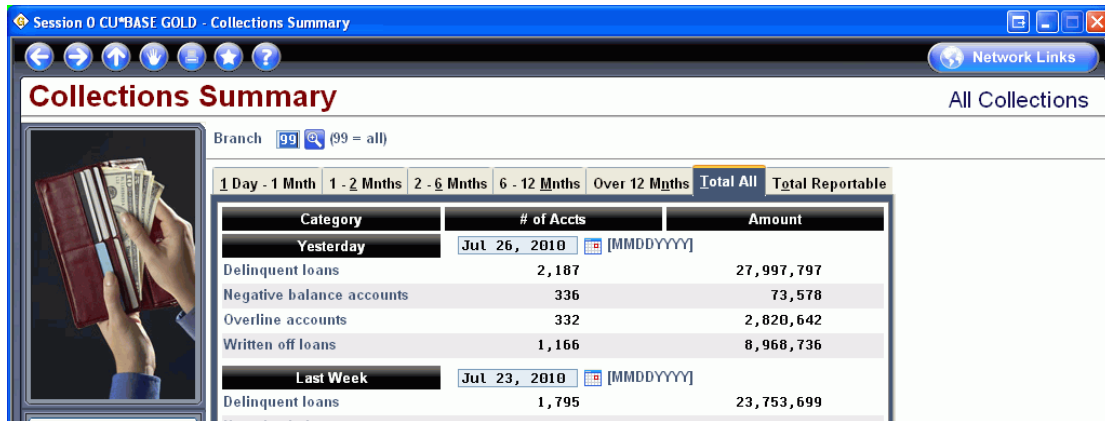 Session 0 CU*BASE GOLD - Collections Summary
Network Links
Collections Summary
All Collections
Branch 99 (99 = all)
1 Day - 1 Mnth 1 - 2 Mnths 2 - 6 Mnths 6 - 12 Mnths Over 12 Mnths Total All Total Reportable
Category # of Accts Amount
Yesterday Jul 26, 2010 [MMDDYYYY]
Delinquent loans 2,187 27,997,797
Negative balance accounts 336 73,578
Overline accounts 332 2,820,642
Written off loans 1,166 8,968,736
Last Week Jul 23, 2010 [MMDDYYYY]
Delinquent loans 1,795 23,753,699